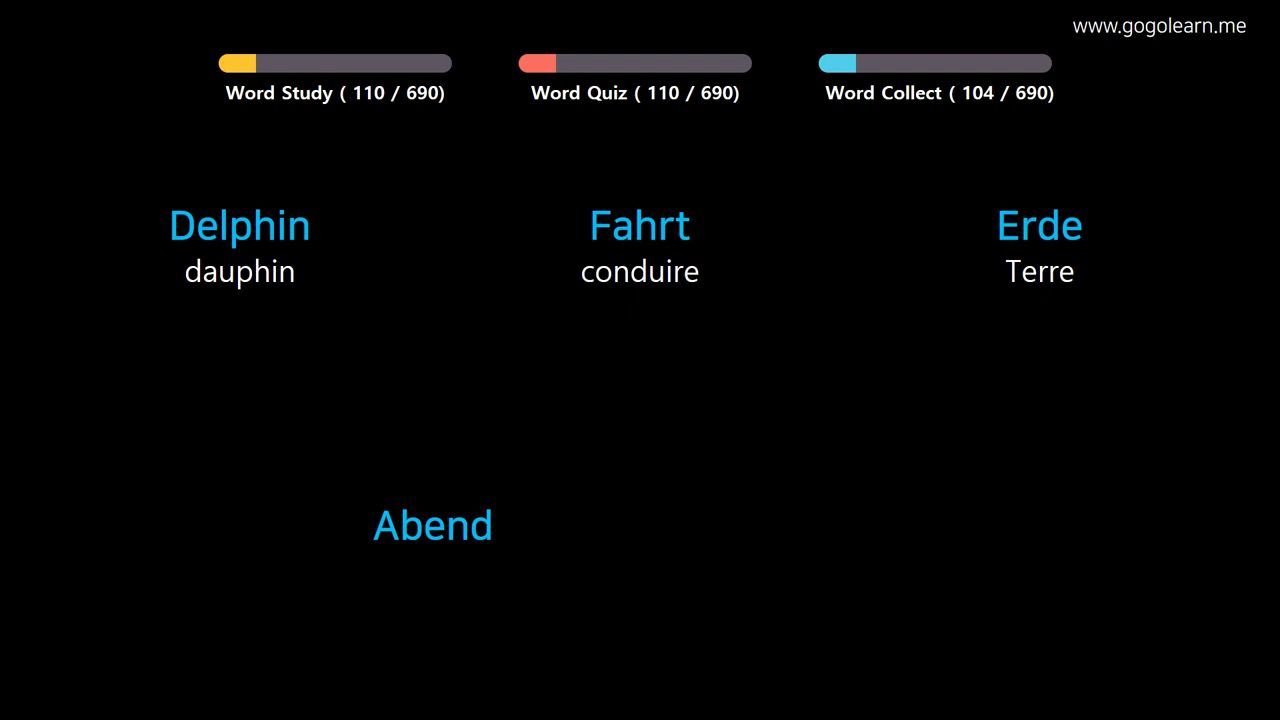 www.gogolearn.me
Word Study ( 110 / 690)
Word Quiz ( 110 / 690)
Word Collect ( 104 / 690)
Delphin
dauphin
Fahrt
conduire
Erde
Terre
Abend